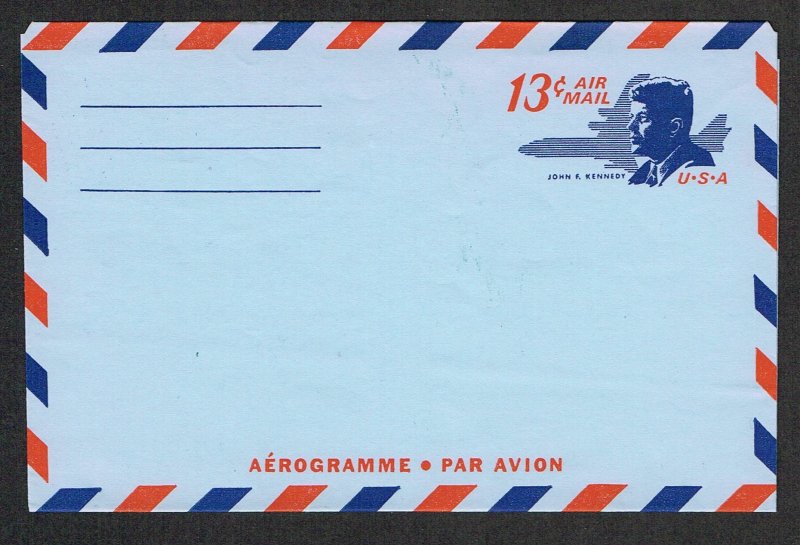 13¢ AIR MAIL
JOHN F. KENNEDY
U·S·A
AÉROGRAMME • PAR AVION